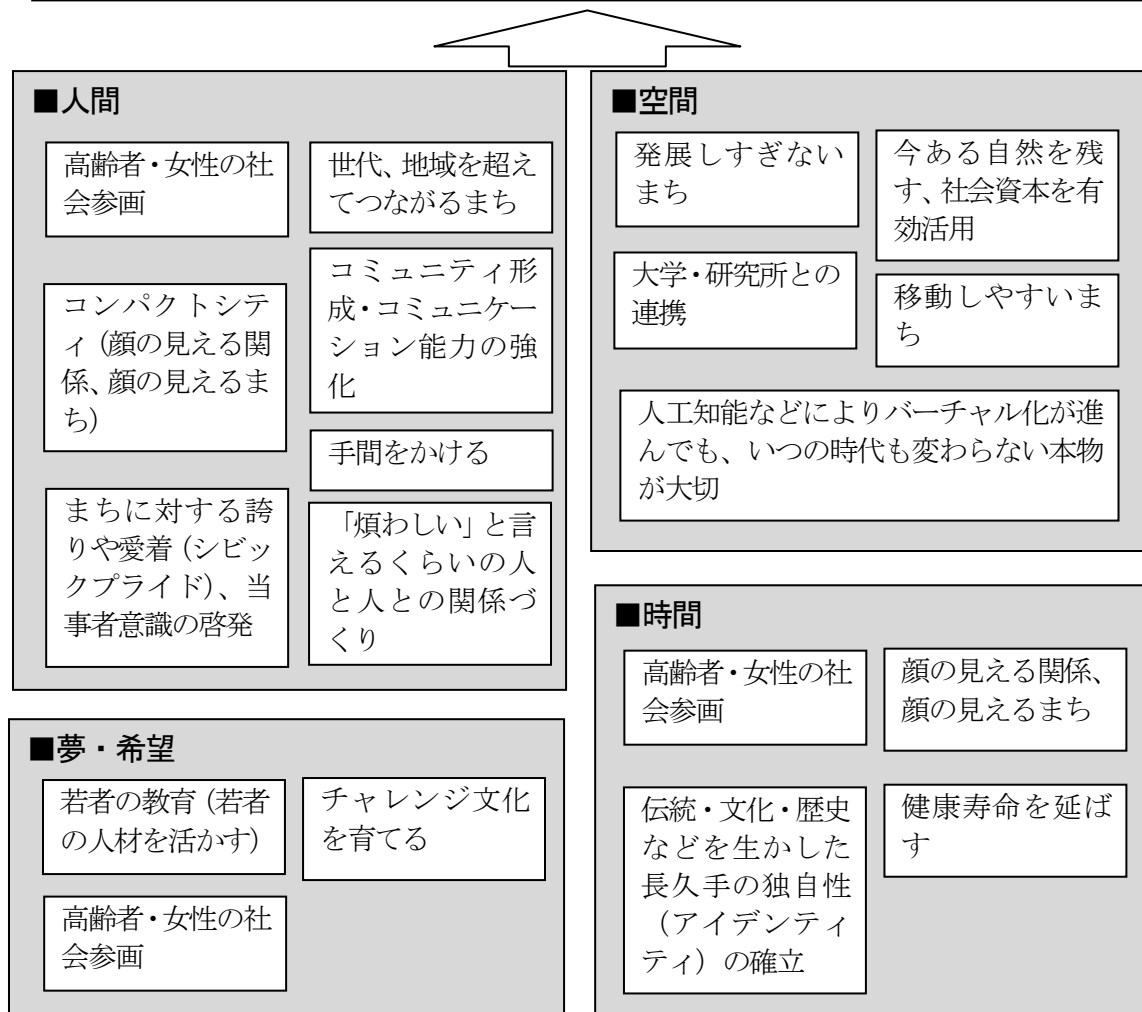 ■人間
高齢者・女性の社
会参画
世代、地域を超え
てつながるまち
コンパクトシテ
ィ（顔の見える関
係、顔の見えるま
ち）
コミュニティ形
成・コミュニケー
ション能力の強
化
手間をかける
まちに対する誇
りや愛着（シビッ
クプライド）、当
事者意識の啓発
「煩わしい」と言
えるくらいの人
と人との関係づ
くり
■空間
発展しすぎない
まち
今ある自然を残
す、社会資本を有
効活用
大学・研究所との
連携
移動しやすいま
ち
人工知能などによりバーチャル化が進
んでも、いつの時代も変わらない本物
が大切
■夢・希望
若者の教育（若者
の人材を活かす）
チャレンジ文化
を育てる
高齢者・女性の社
会参画
■時間
高齢者・女性の社
会参画
顔の見える関係、
顔の見えるまち
伝統・文化・歴史
などを生かした
長久手の独自性
（アイデンティ
ティ）の確立
健康寿命を延ば
す